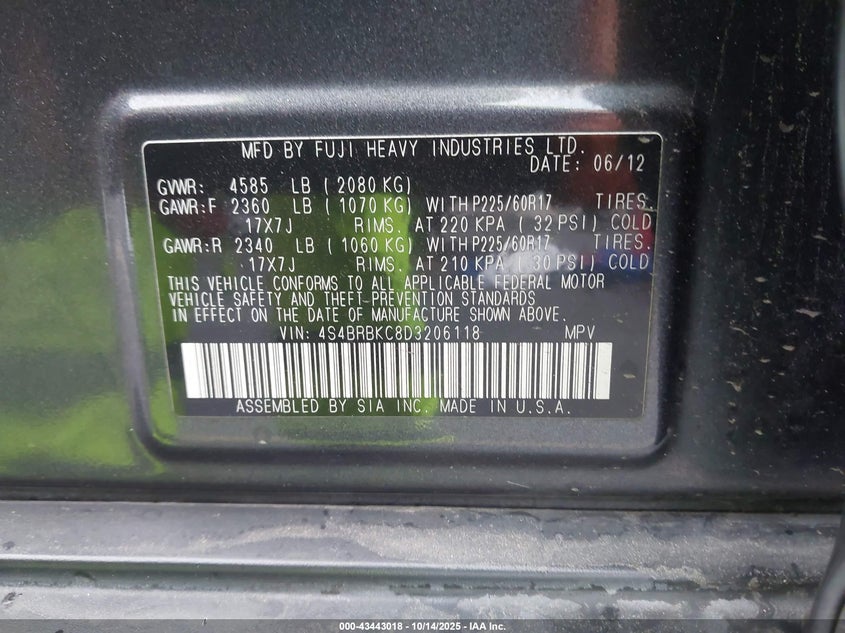 MFD BY FUJI HEAVY INDUSTRIES LTD.
DATE: 06/12
GVWR: 4585 LB ( 2080 KG)
GAWR:F 2360 LB ( 1070 KG) WITH P225/60R17 TIRES.
17X7J RIMS. AT 220 KPA ( 32 PSI) COLD
GAWR:R 2340 LB ( 1060 KG) WITH P225/60R17 TIRES.
17X7J RIMS. AT 210 KPA ( 30 PSI) COLD
THIS VEHICLE CONFORMS TO ALL APPLICABLE FEDERAL MOTOR
VEHICLE SAFETY AND THEFT-PREVENTION STANDARDS
IN EFFECT ON THE DATE OF MANUFACTURE SHOWN ABOVE.
VIN: 4S4BRBKC8D3206118 MPV
ASSEMBLED BY SIA INC. MADE IN U.S.A.
000-43443018 - 10/14/2025 - IAA Inc.